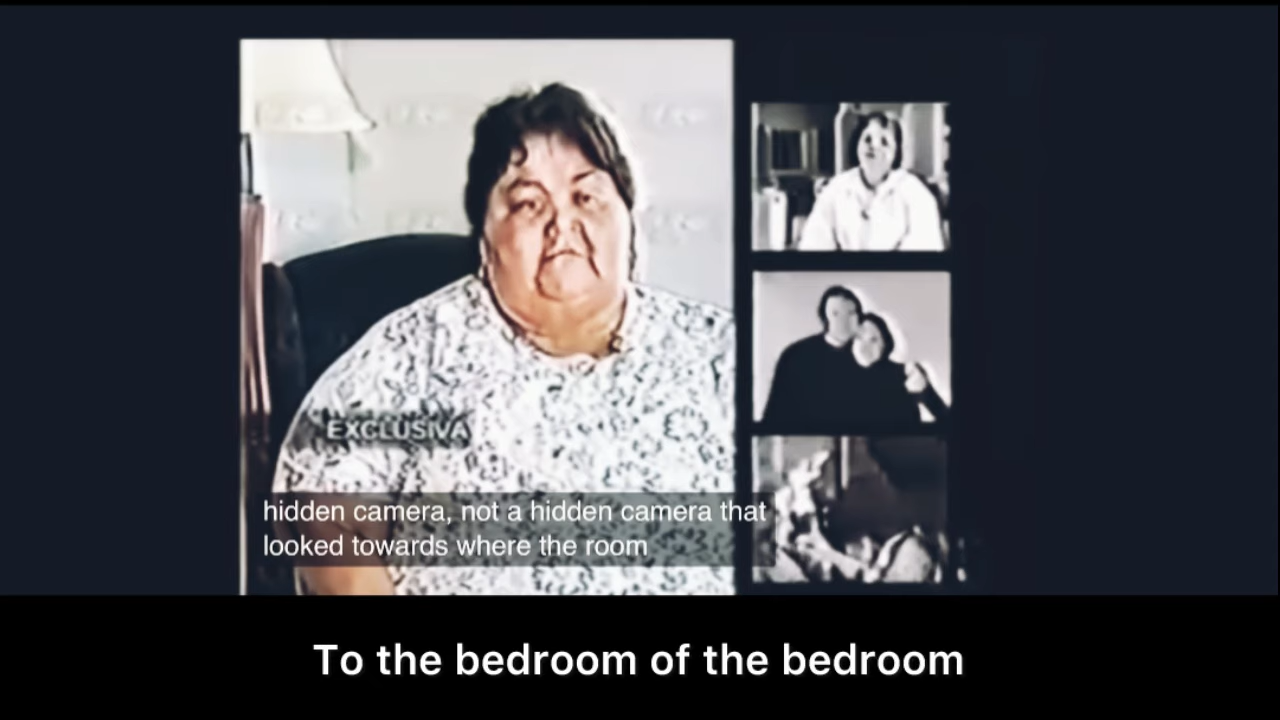 EXCLUSIVA
hidden camera, not a hidden camera that
looked towards where the room
To the bedroom of the bedroom